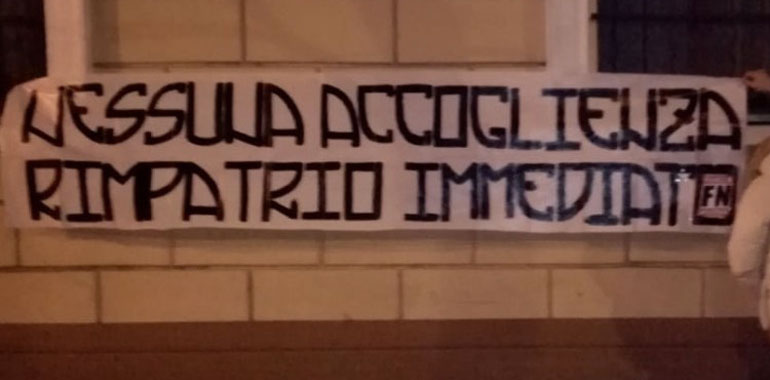 NESSUNA ACCOGLIENZA
RIMPATRIO IMMEDIATO
FN